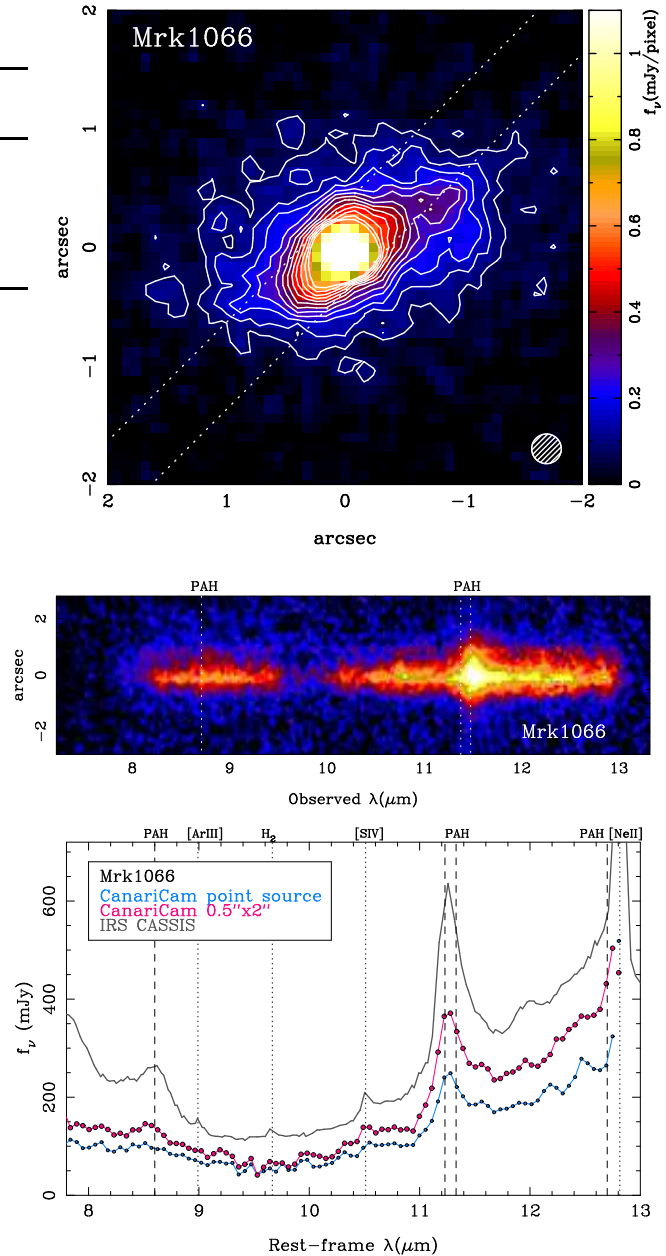 Mrk1066
2
1
0
−1
−2
arcsec
2
1
0
−1
−2
arcsec
0
0.2
0.4
0.6
0.8
1
fν(mJy/pixel)
PAH
PAH
2
0
−2
arcsec
Mrk1066
8
9
10
11
12
13
Observed λ(μm)
PAH
[ArIII]
H2
[SIV]
PAH
PAH
[NeII]
Mrk1066
CanariCam point source
CanariCam 0.5"x2"
IRS CASSIS
600
400
200
0
fν (mJy)
8
9
10
11
12
13
Rest−frame λ(μm)